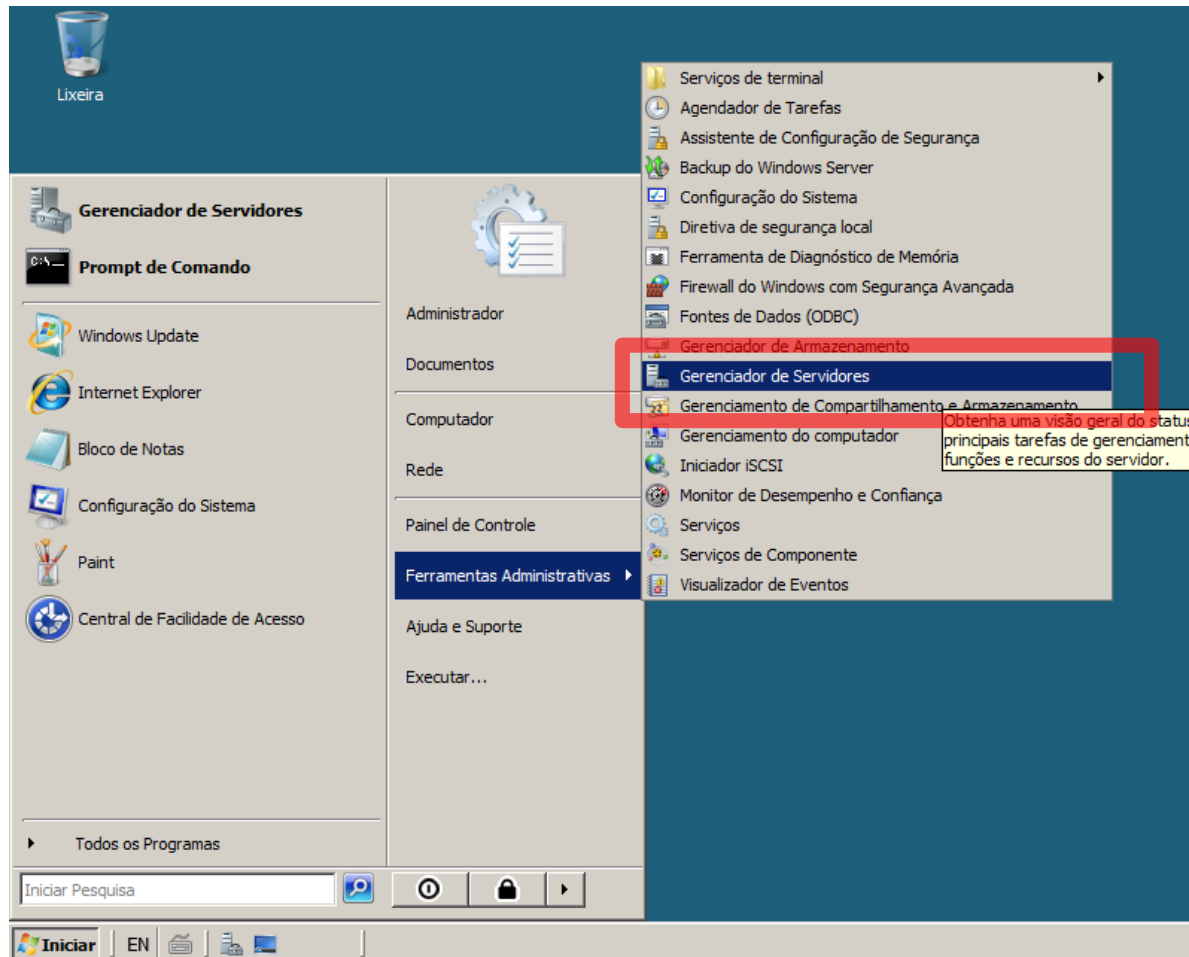 Lixeira
Gerenciador de Servidores
Prompt de Comando
Windows Update
Internet Explorer
Bloco de Notas
Configuração do Sistema
Paint
Central de Facilidade de Acesso
Todos os Programas
Iniciar Pesquisa
Administrador
Documentos
Computador
Rede
Painel de Controle
Ferramentas Administrativas
Ajuda e Suporte
Executar...
Serviços de terminal
Agendador de Tarefas
Assistente de Configuração de Segurança
Backup do Windows Server
Configuração do Sistema
Diretiva de segurança local
Ferramenta de Diagnóstico de Memória
Firewall do Windows com Segurança Avançada
Fontes de Dados (ODBC)
Gerenciador de Armazenamento
Gerenciador de Servidores
Gerenciamento de Compartilhamento e Armazenamento
Gerenciamento do computador
Iniciador iSCSI
Monitor de Desempenho e Confiança
Serviços
Serviços de Componente
Visualizador de Eventos
Obtenha uma visão geral do status
principais tarefas de gerenciament
funções e recursos do servidor.
Iniciar
EN